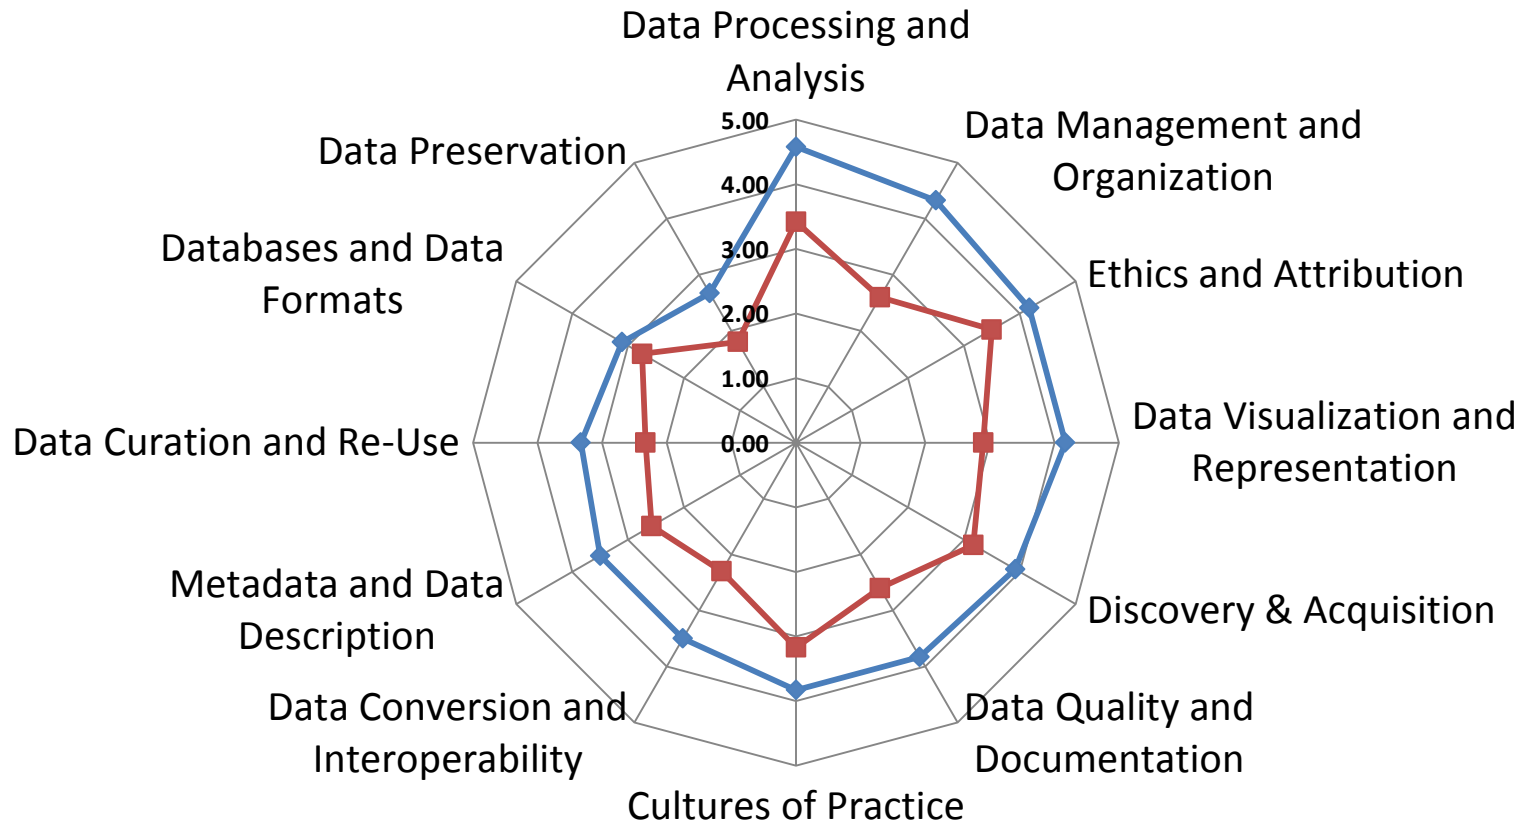 Data Processing and
Analysis
5.00
4.00
3.00
2.00
1.00
0.00
Data Management and
Organization
Ethics and Attribution
Data Visualization and
Representation
Discovery & Acquisition
Data Quality and
Documentation
Cultures of Practice
Data Conversion and
Interoperability
Metadata and Data
Description
Data Curation and Re-Use
Databases and Data
Formats
Data Preservation